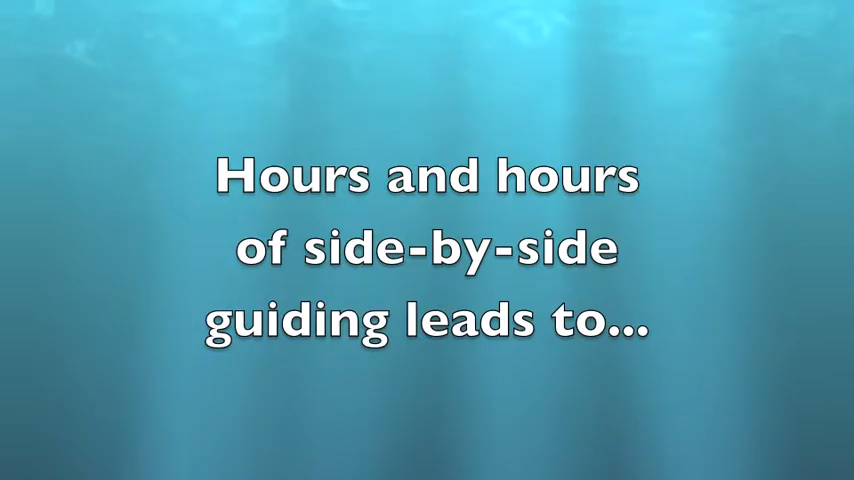 Hours and hours
of side-by-side
guiding leads to...